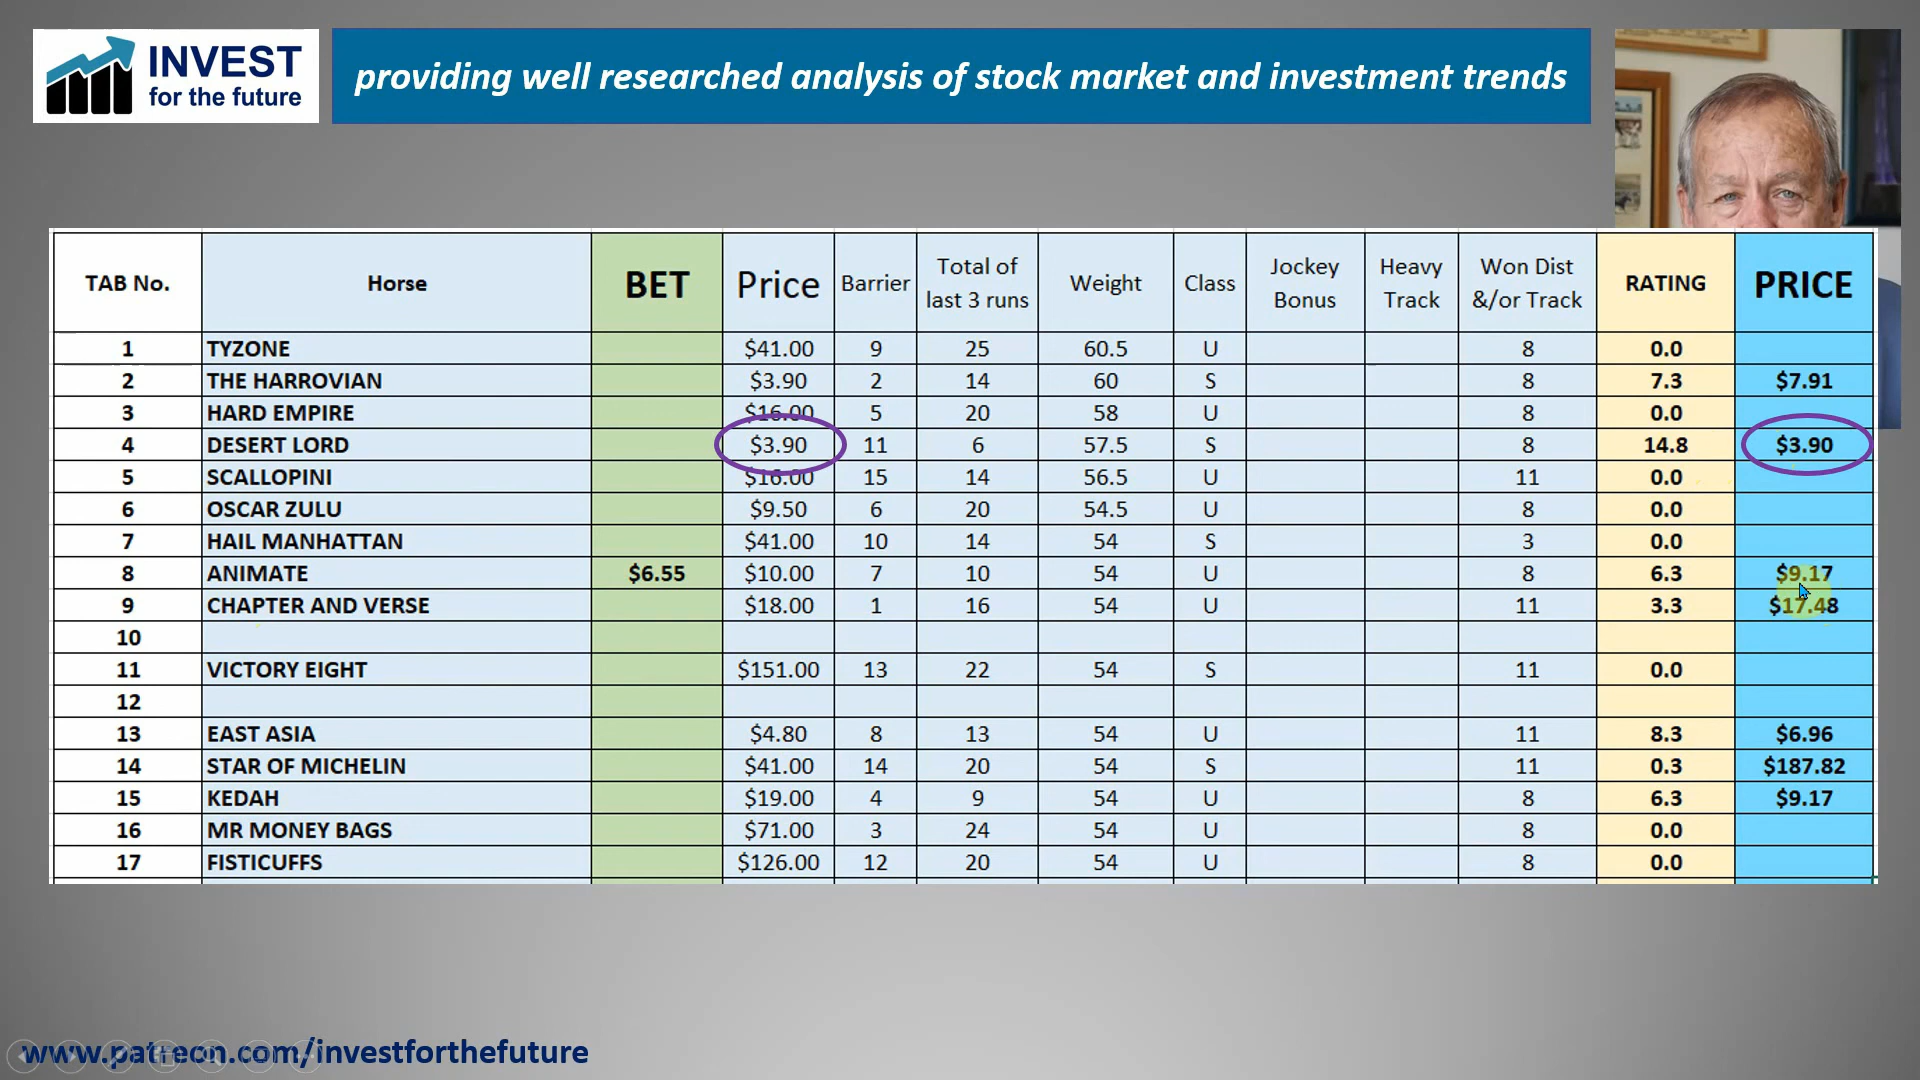 INVEST
for the future
providing well researched analysis of stock market and investment trends
TAB No. Horse BET Price Barrier Total of last 3 runs Weight Class Jockey Bonus Heavy Track Won Dist &/or Track RATING PRICE
1 TYZONE $41.00 9 25 60.5 U 8 0.0
2 THE HARROVIAN $3.90 2 14 60 S 8 7.3 $7.91
3 HARD EMPIRE $16.00 5 20 58 U 8 0.0
4 DESERT LORD $3.90 11 6 57.5 S 8 14.8 $3.90
5 SCALLOPINI $16.00 15 14 56.5 U 11 0.0
6 OSCAR ZULU $9.50 6 20 54.5 U 8 0.0
7 HAIL MANHATTAN $41.00 10 14 54 S 3 0.0
8 ANIMATE $6.55 $10.00 7 10 54 U 8 6.3 $9.17
9 CHAPTER AND VERSE $18.00 1 16 54 U 11 3.3 $17.48
10
11 VICTORY EIGHT $151.00 13 22 54 S 11 0.0
12
13 EAST ASIA $4.80 8 13 54 U 11 8.3 $6.96
14 STAR OF MICHELIN $41.00 14 20 54 S 11 0.3 $187.82
15 KEDAH $19.00 4 9 54 U 8 6.3 $9.17
16 MR MONEY BAGS $71.00 3 24 54 U 8 0.0
17 FISTICUFFS $126.00 12 20 54 U 8 0.0
www.patreon.com/investforthefuture